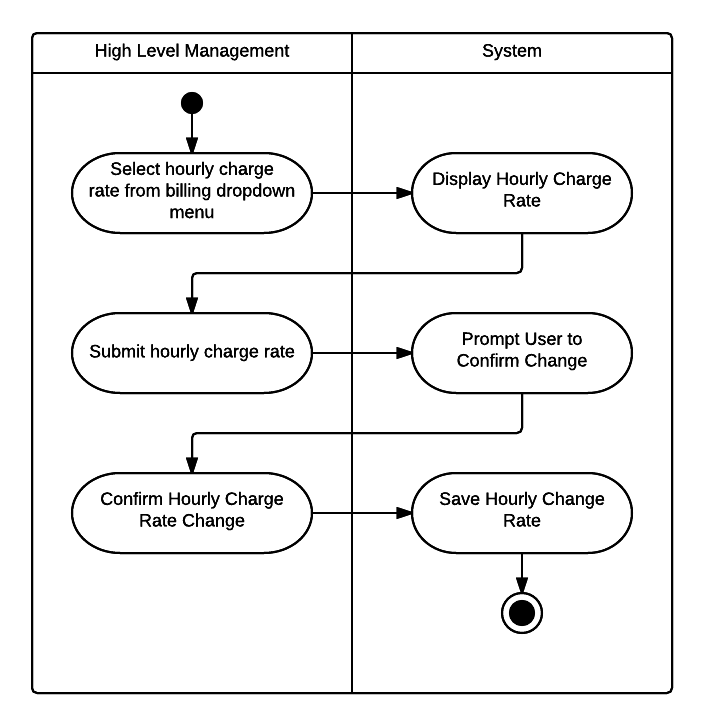 High Level Management
System
Select hourly charge
rate from billing dropdown
menu
Display Hourly Charge
Rate
Submit hourly charge rate
Prompt User to
Confirm Change
Confirm Hourly Charge
Rate Change
Save Hourly Change
Rate